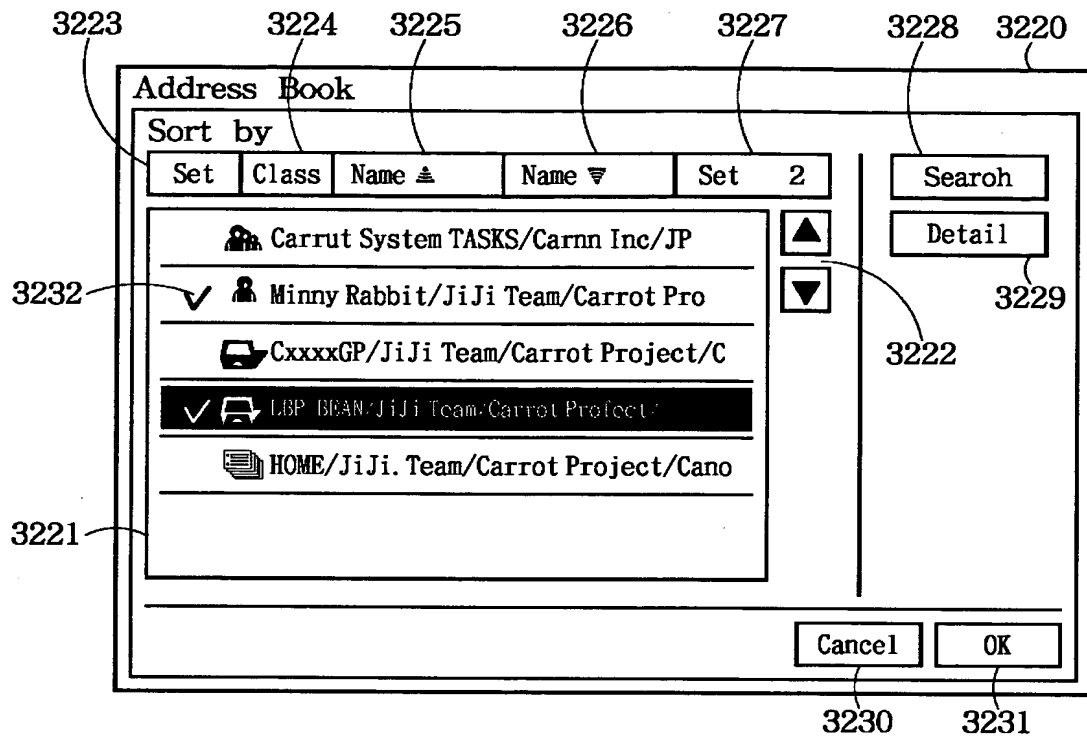 3223 3224 3225 3226 3227 3228 3220
Address Book
Sort by
Set Class Name Name Set 2 Searoh
Carrut System TASKS/Carnn Inc/JP Detail
3232 Minny Rabbit/JiJi Team/Carrot Pro 3229
CxxxxGP/JiJi Team/Carrot Project/C 3222
LBP BEAN/JiJi Team/Carrot Profect/
HOME/JiJi. Team/Carrot Project/Cano
3221
Cancel OK
3230 3231